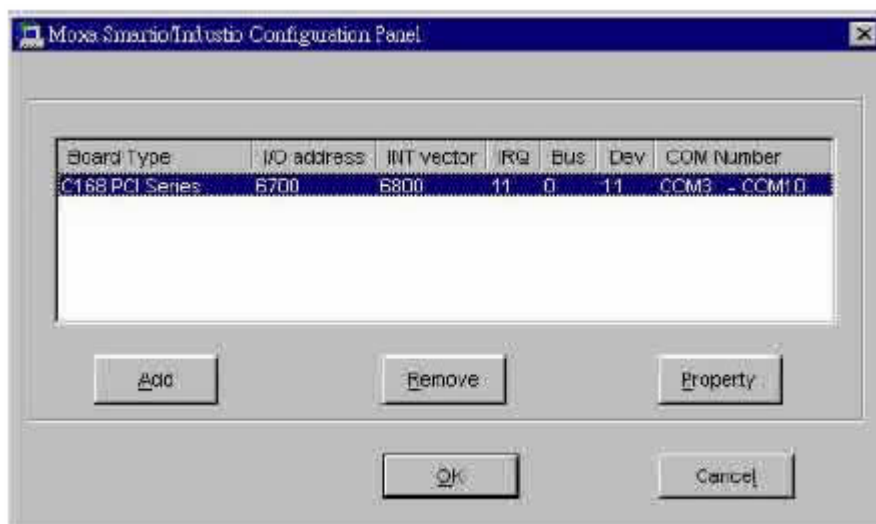 Moxa Smartio/Industio Configuration Panel
Board Type I/O address INT vector IRQ Bus Dev COM Number
C168 PCI Series 6700 6800 11 0 11 COM3 - COM10
Add Remove Property
OK Cancel